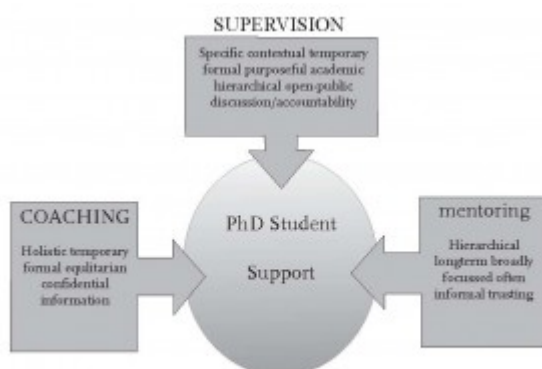 SUPERVISION
Specific contextual temporary
formal purposeful academic
hierarchical open-public
discussion/accountability
COACHING
Holistic temporary
formal equlitarian
confidential
information
PhD Student
Support
mentoring
Hierarchical
longterm broadly
focussed often
informal trusting